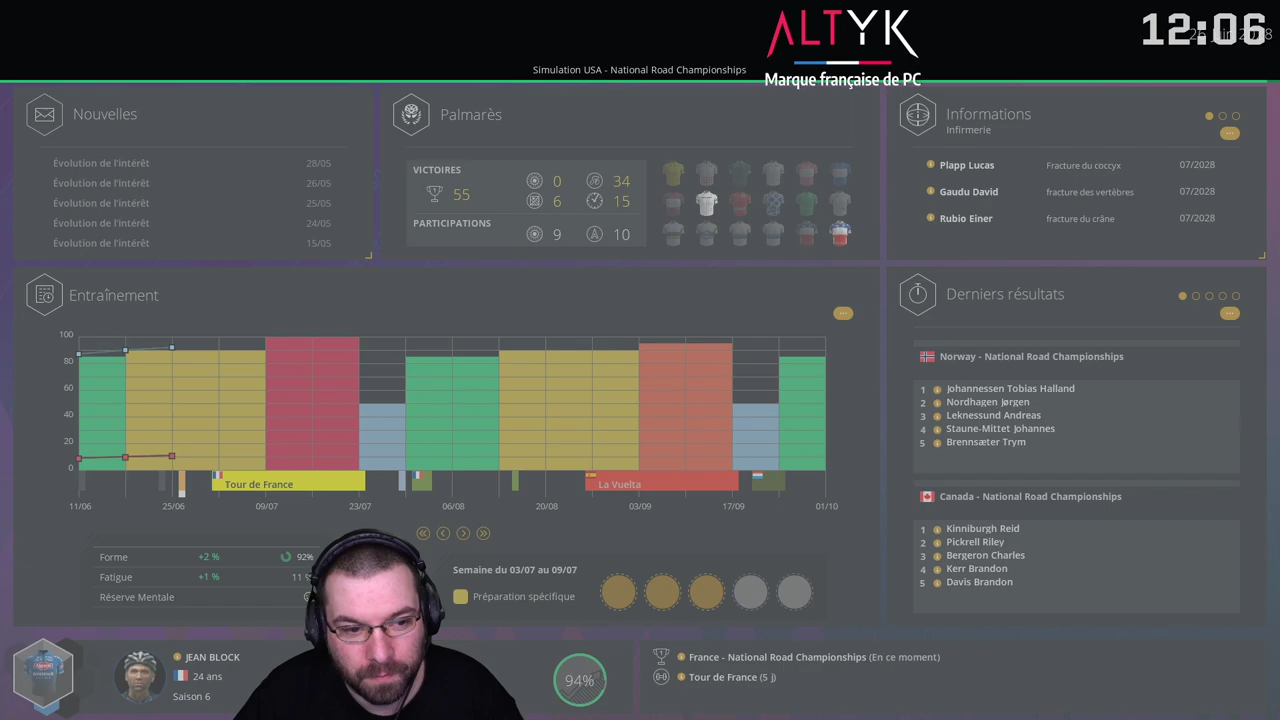 ALTYK
12:06
Simulation USA - National Road Championships
Marque française de PC
Nouvelles
Évolution de l'intérêt 28/05
Évolution de l'intérêt 26/05
Évolution de l'intérêt 25/05
Évolution de l'intérêt 24/05
Évolution de l'intérêt 15/05
Palmarès
VICTOIRES
55
0 34
6 15
PARTICIPATIONS
9 10
Informations
Infirmerie
Plapp Lucas Fracture du coccyx 07/2028
Gaudu David fracture des vertèbres 07/2028
Rubio Einer fracture du crâne 07/2028
Entraînement
100
80
60
40
20
0
Tour de France
La Vuelta
11/06 25/06 09/07 23/07 06/08 20/08 03/09 17/09 01/10
Forme +2 % 92%
Fatigue +1 % 11
Réserve Mentale
Semaine du 03/07 au 09/07
Préparation spécifique
Derniers résultats
Norway - National Road Championships
1 Johannessen Tobias Halland
2 Nordhagen Jørgen
3 Leknessund Andreas
4 Staune-Mittet Johannes
5 Brennsæter Trym
Canada - National Road Championships
1 Kinniburgh Reid
2 Pickrell Riley
3 Bergeron Charles
4 Kerr Brandon
5 Davis Brandon
JEAN BLOCK
24 ans
Saison 6
94%
France - National Road Championships (En ce moment)
Tour de France (5 j)